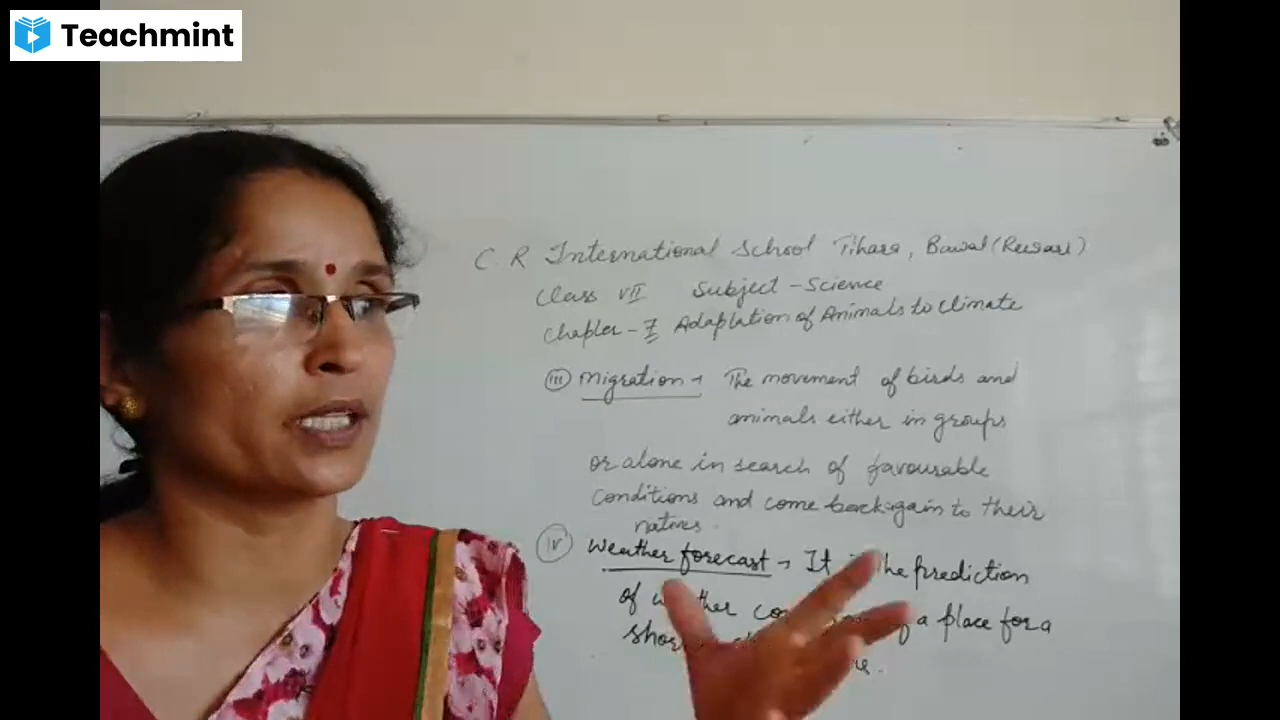 Teachmint
C. R International School Tihara, Bawal (Rewari)
Class VII Subject - Science
Chapter - 7 Adaptation of Animals to Climate
(iii) Migration → The movement of birds and
animals either in groups
or alone in search of favourable
conditions and come back again to their
natives.
(iv) Weather forecast → It the prediction
of of a place for a